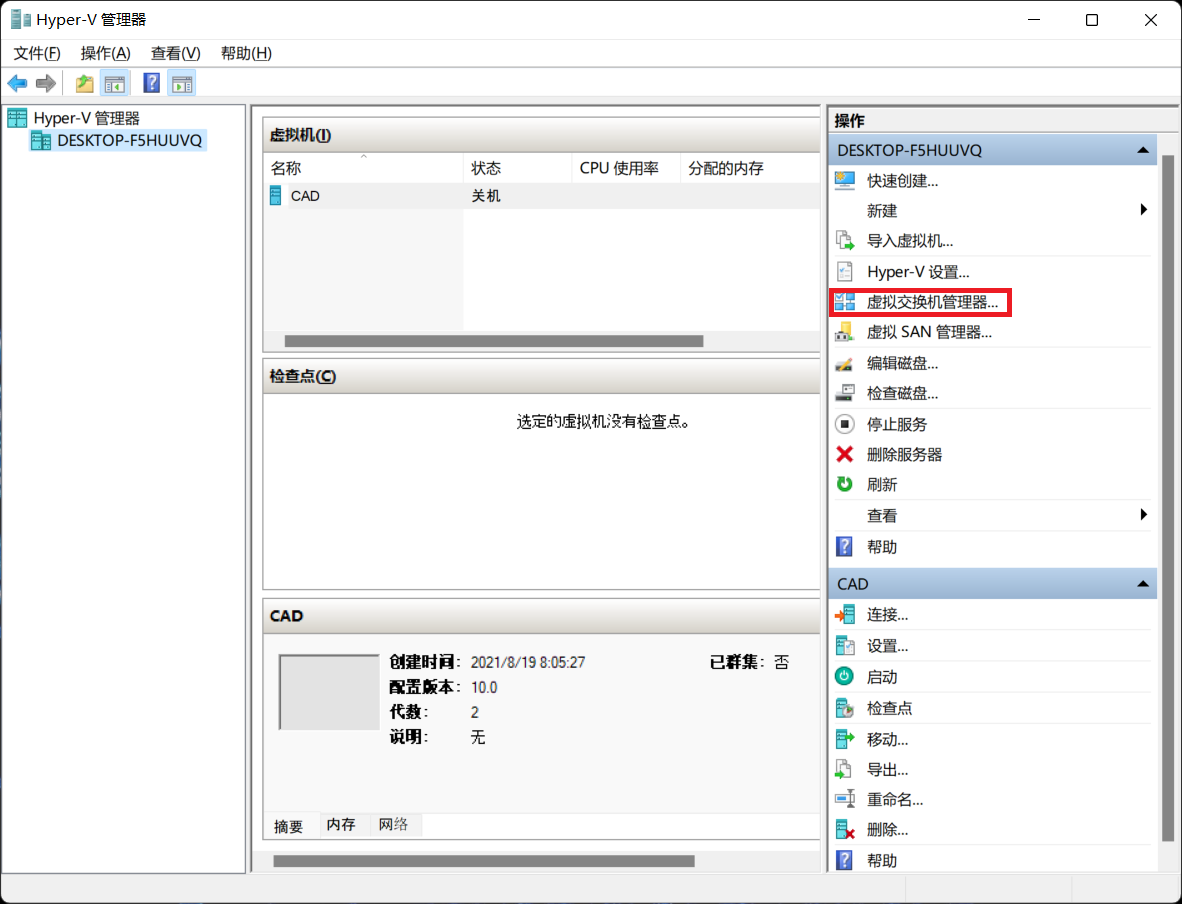 Hyper-V 管理器
文件(F) 操作(A) 查看(V) 帮助(H)
Hyper-V 管理器
DESKTOP-F5HUUVQ
虚拟机(I)
名称 状态 CPU 使用率 分配的内存
CAD 关机
检查点(C)
选定的虚拟机没有检查点。
CAD
创建时间: 2021/8/19 8:05:27 已群集: 否
配置版本: 10.0
代数: 2
说明: 无
摘要 内存 网络
操作
DESKTOP-F5HUUVQ
快速创建...
新建
导入虚拟机...
Hyper-V 设置...
虚拟交换机管理器...
虚拟 SAN 管理器...
编辑磁盘...
检查磁盘...
停止服务
删除服务器
刷新
查看
帮助
CAD
连接...
设置...
启动
检查点
移动...
导出...
重命名...
删除...
帮助